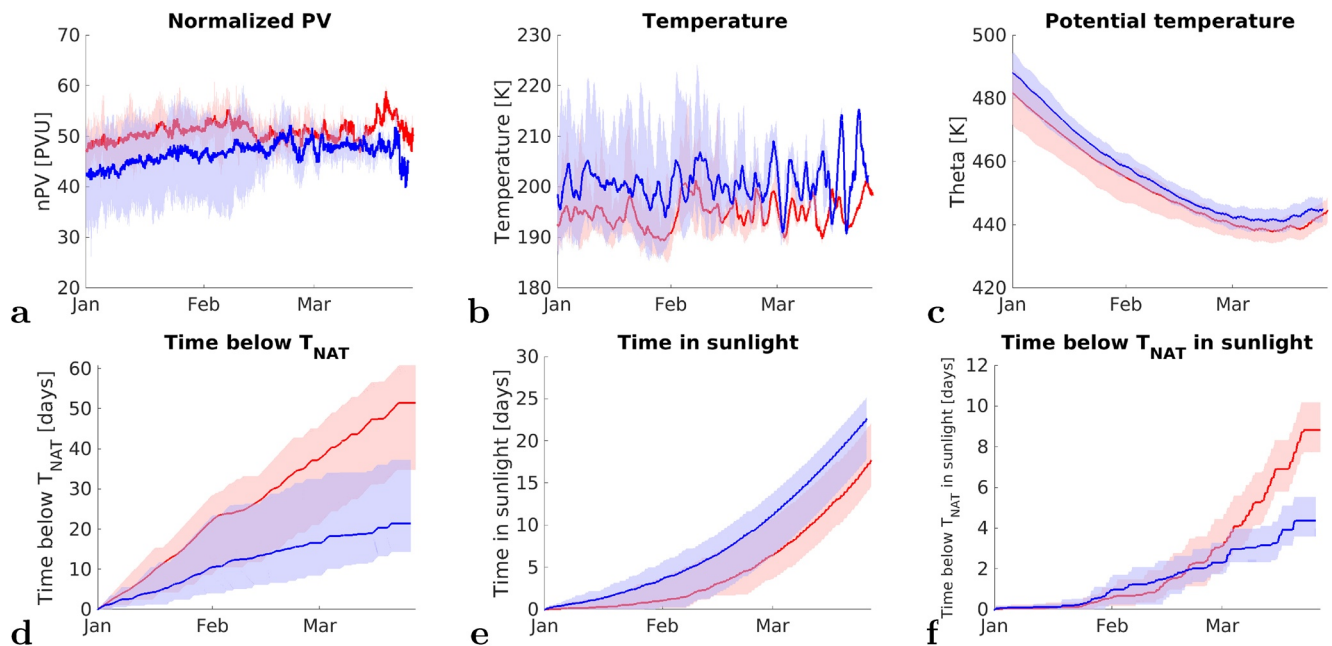 Normalized PV
70
60
50
40
30
20
nPV [PVU]
Jan Feb Mar
a
Temperature
230
220
210
200
190
180
Temperature [K]
Jan Feb Mar
b
Potential temperature
500
480
460
440
420
Theta [K]
Jan Feb Mar
c
Time below T_NAT
60
50
40
30
20
10
0
Time below T_NAT [days]
Jan Feb Mar
d
Time in sunlight
30
25
20
15
10
5
0
Time in sunlight [days]
Jan Feb Mar
e
Time below T_NAT in sunlight
12
10
8
6
4
2
0
Time below T_NAT in sunlight [days]
Jan Feb Mar
f